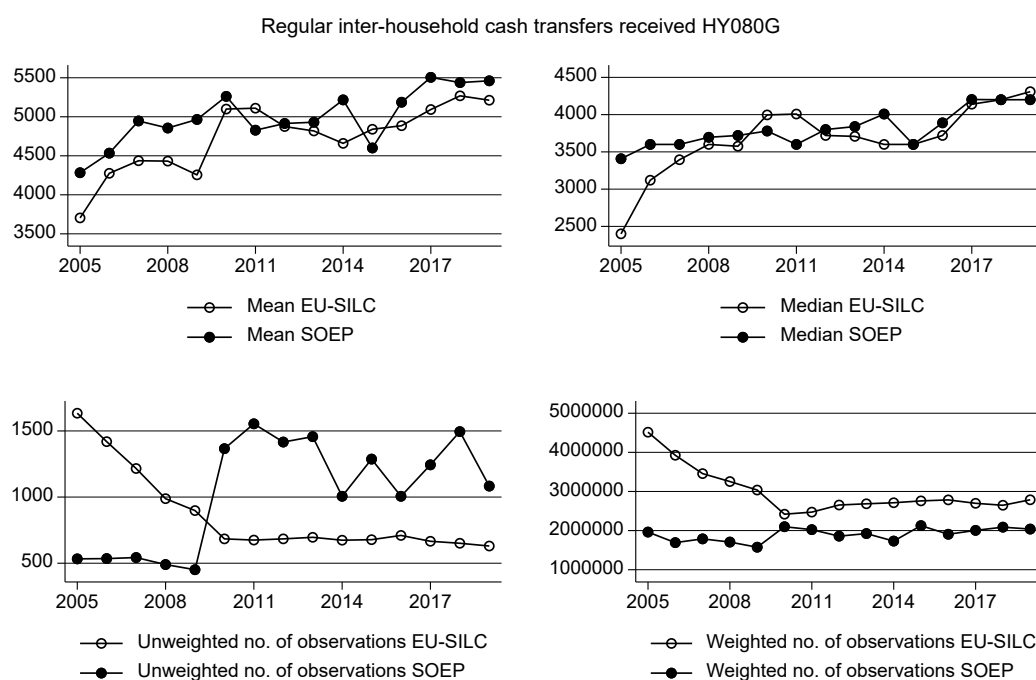 Regular inter-household cash transfers received HY080G
5500
5000
4500
4000
3500
2005 2008 2011 2014 2017
Mean EU-SILC
Mean SOEP
4500
4000
3500
3000
2500
2005 2008 2011 2014 2017
Median EU-SILC
Median SOEP
1500
1000
500
2005 2008 2011 2014 2017
Unweighted no. of observations EU-SILC
Unweighted no. of observations SOEP
5000000
4000000
3000000
2000000
1000000
2005 2008 2011 2014 2017
Weighted no. of observations EU-SILC
Weighted no. of observations SOEP